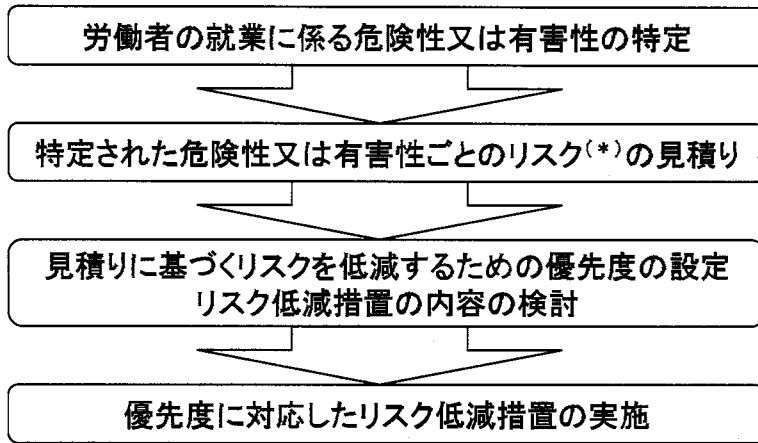 労働者の就業に係る危険性又は有害性の特定
特定された危険性又は有害性ごとのリスク(*)の見積り
見積りに基づくリスクを低減するための優先度の設定
リスク低減措置の内容の検討
優先度に対応したリスク低減措置の実施